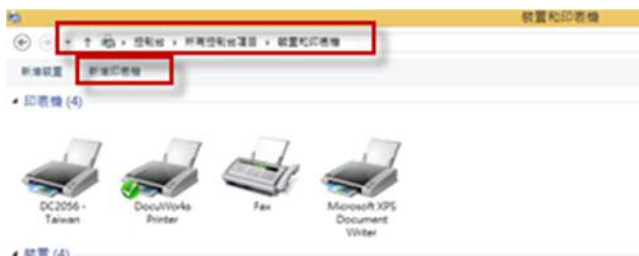 裝置和印表機
控制台 ▸ 所有控制台項目 ▸ 裝置和印表機
新增裝置 新增印表機
印表機 (4)
DC2056 - Taiwan
DocuWorks Printer
Fax
Microsoft XPS Document Writer
裝置 (4)